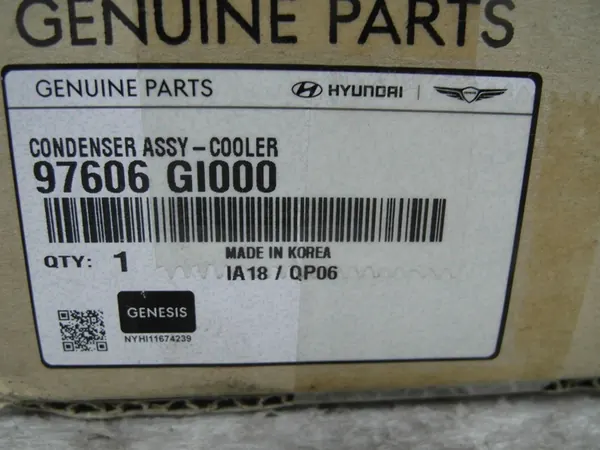 GENUINE PARTS
GENUINE PARTS HYUNDAI | GENESIS
CONDENSER ASSY-COOLER
97606 GI000
QTY: 1 MADE IN KOREA
IA18 / QP06
GENESIS
NYHI11674239